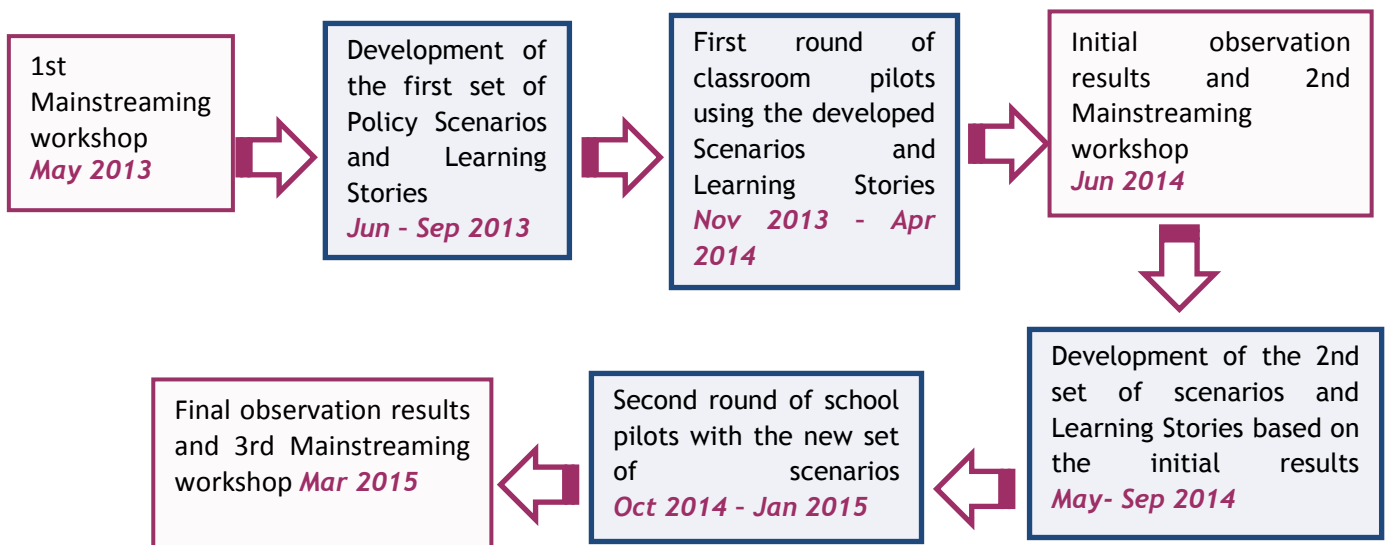 1st
Mainstreaming
workshop
May 2013
Development of
the first set of
Policy Scenarios
and Learning
Stories
Jun – Sep 2013
First round of
classroom pilots
using the developed
Scenarios and
Learning Stories
Nov 2013 – Apr
2014
Initial observation
results and 2nd
Mainstreaming
workshop
Jun 2014
Development of the 2nd
set of scenarios and
Learning Stories based on
the initial results
May- Sep 2014
Second round of school
pilots with the new set
of scenarios
Oct 2014 – Jan 2015
Final observation results
and 3rd Mainstreaming
workshop Mar 2015